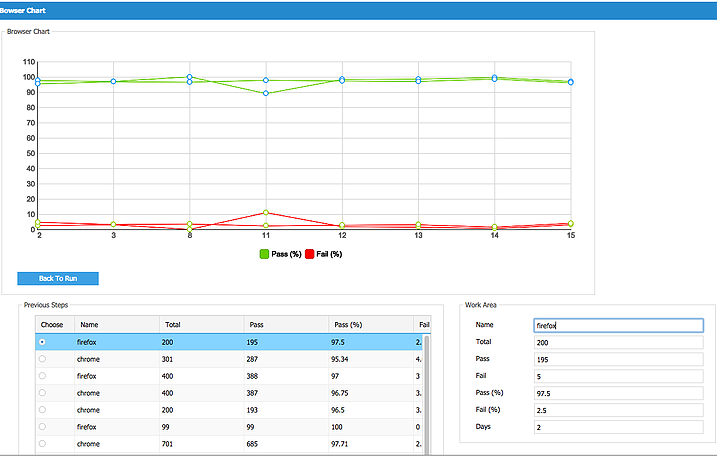 Bowser Chart
Browser Chart
110
100
90
80
70
60
50
40
30
20
10
0
2 3 8 11 12 13 14 15
Pass (%) Fail (%)
Back To Run
Previous Steps
Choose Name Total Pass Pass (%) Fail
firefox 200 195 97.5 2.
chrome 301 287 95.34 4.
firefox 400 388 97 3
chrome 400 387 96.75 3.
chrome 200 193 96.5 3.
firefox 99 99 100 0
chrome 701 685 97.71 2.
Work Area
Name firefox
Total 200
Pass 195
Fail 5
Pass (%) 97.5
Fail (%) 2.5
Days 2